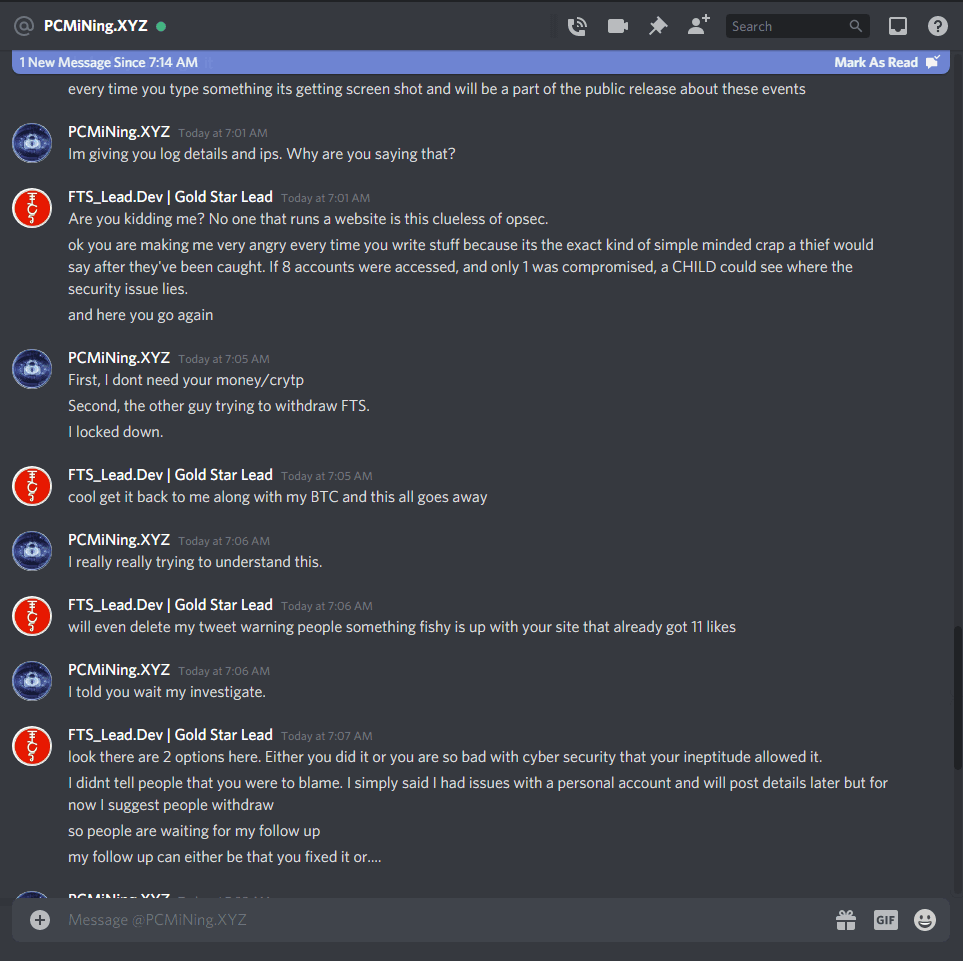 PCMiNing.XYZ
Search
1 New Message Since 7:14 AM
Mark As Read
every time you type something its getting screen shot and will be a part of the public release about these events
PCMiNing.XYZ Today at 7:01 AM
Im giving you log details and ips. Why are you saying that?
FTS_Lead.Dev | Gold Star Lead Today at 7:01 AM
Are you kidding me? No one that runs a website is this clueless of opsec.
ok you are making me very angry every time you write stuff because its the exact kind of simple minded crap a thief would
say after they've been caught. If 8 accounts were accessed, and only 1 was compromised, a CHILD could see where the
security issue lies.
and here you go again
PCMiNing.XYZ Today at 7:05 AM
First, I dont need your money/crytp
Second, the other guy trying to withdraw FTS.
I locked down.
FTS_Lead.Dev | Gold Star Lead Today at 7:05 AM
cool get it back to me along with my BTC and this all goes away
PCMiNing.XYZ Today at 7:06 AM
I really really trying to understand this.
FTS_Lead.Dev | Gold Star Lead Today at 7:06 AM
will even delete my tweet warning people something fishy is up with your site that already got 11 likes
PCMiNing.XYZ Today at 7:06 AM
I told you wait my investigate.
FTS_Lead.Dev | Gold Star Lead Today at 7:07 AM
look there are 2 options here. Either you did it or you are so bad with cyber security that your ineptitude allowed it.
I didnt tell people that you were to blame. I simply said I had issues with a personal account and will post details later but for
now I suggest people withdraw
so people are waiting for my follow up
my follow up can either be that you fixed it or....
PCMiNing.XYZ
Message @PCMiNing.XYZ
GIF